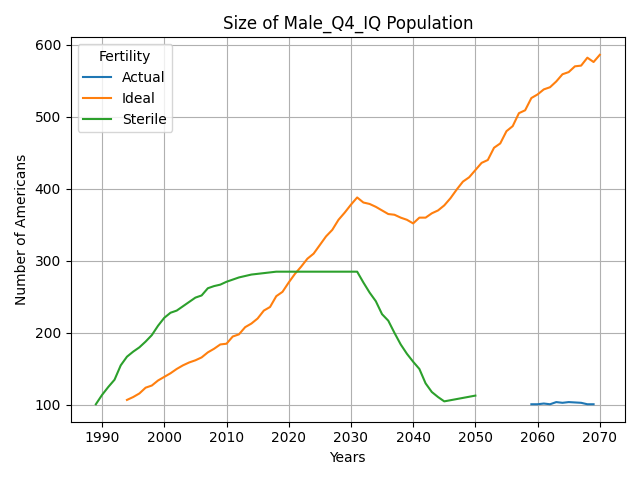 Size of Male_Q4_IQ Population
Fertility
Actual
Ideal
Sterile
Number of Americans
600
500
400
300
200
100
1990 2000 2010 2020 2030 2040 2050 2060 2070
Years